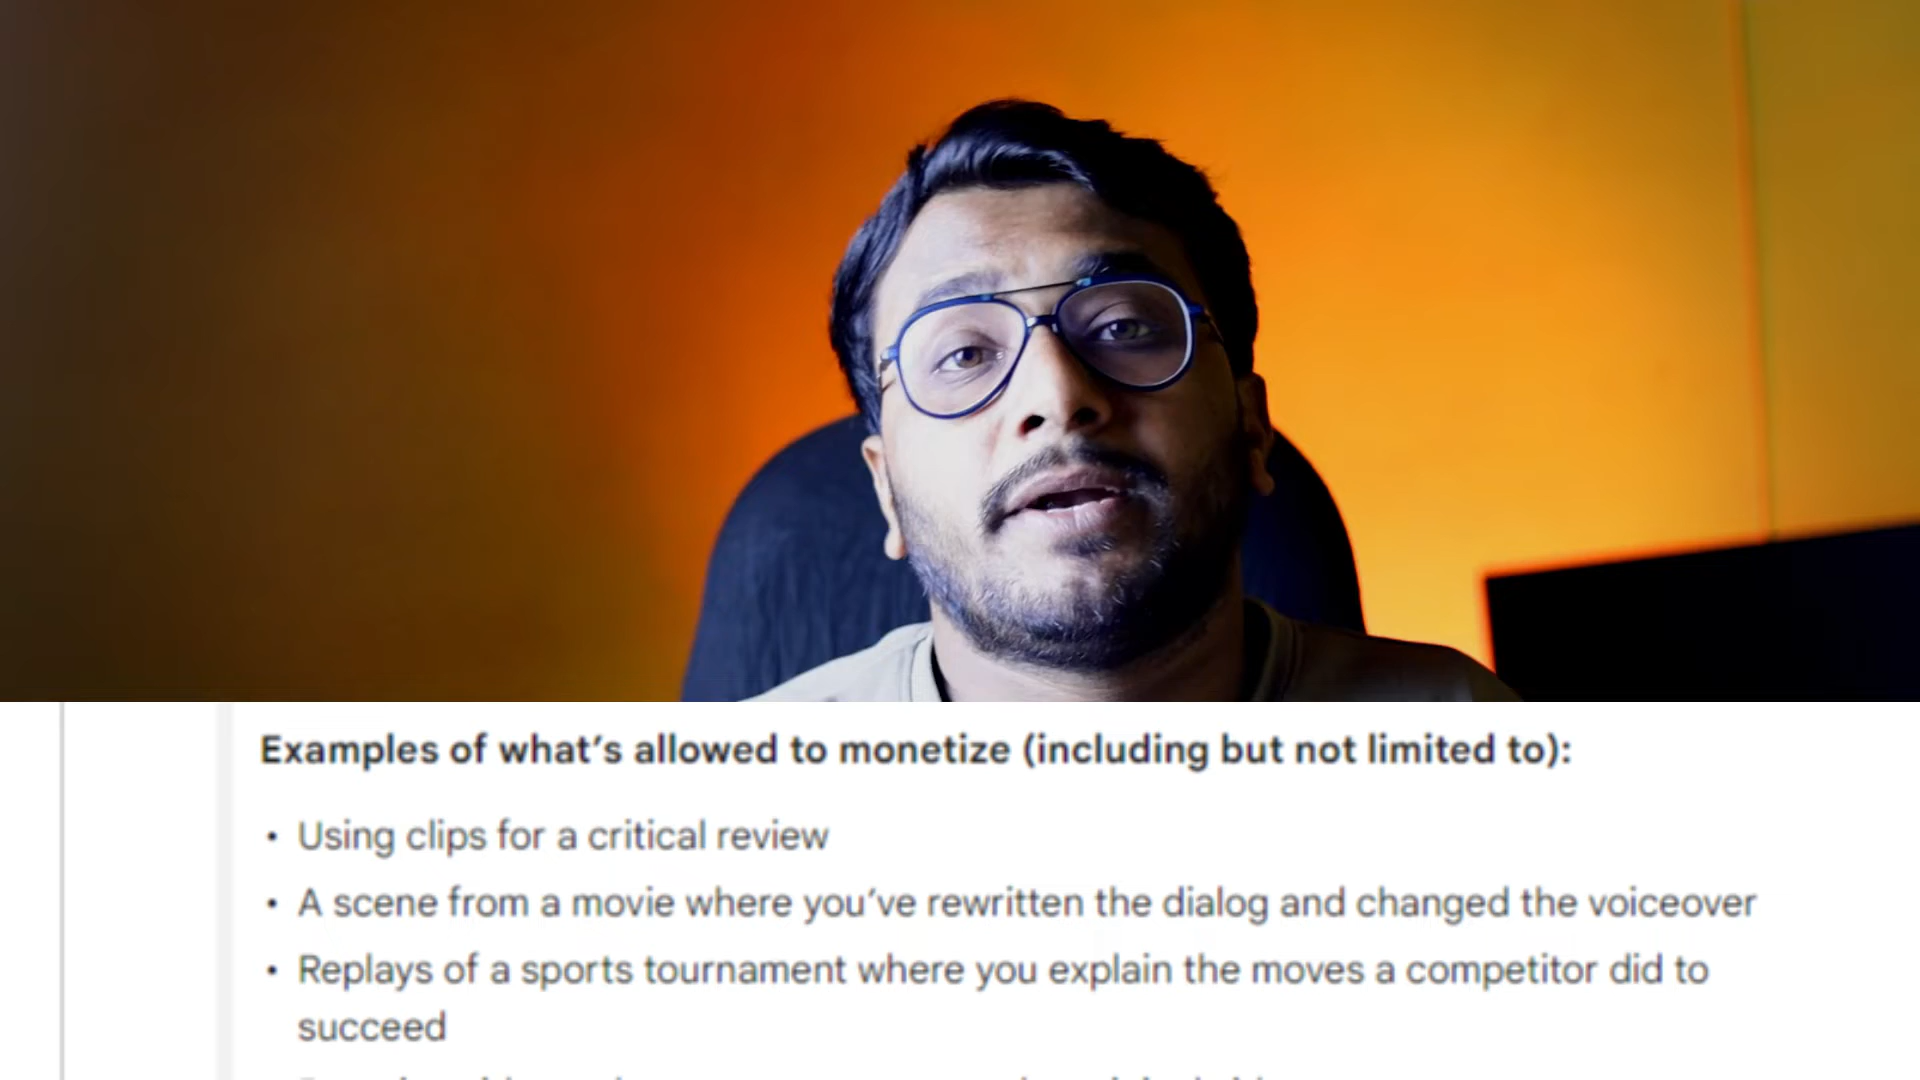 Examples of what’s allowed to monetize (including but not limited to):
• Using clips for a critical review
• A scene from a movie where you’ve rewritten the dialog and changed the voiceover
• Replays of a sports tournament where you explain the moves a competitor did to
succeed